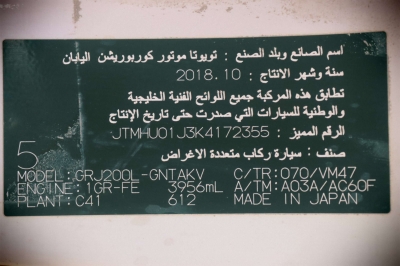 اسم الصانع وبلد الصنع : تويوتا موتور كوربوريشن اليابان
سنة وشهر الانتاج : 2018.10
تطابق هذه المركبة جميع اللوائح الفنية الخليجية
والوطنية للسيارات التي صدرت حتى تاريخ الإنتاج
الرقم المميز : JTMHU01J3K4172355
صنف : سيارة ركاب متعددة الاغراض
5
MODEL:GRJ200L-GNTAKV C/TR:070/VM47
ENGINE:1GR-FE 3956mL A/TM:A03A/AC60F
PLANT:C41 612 MADE IN JAPAN